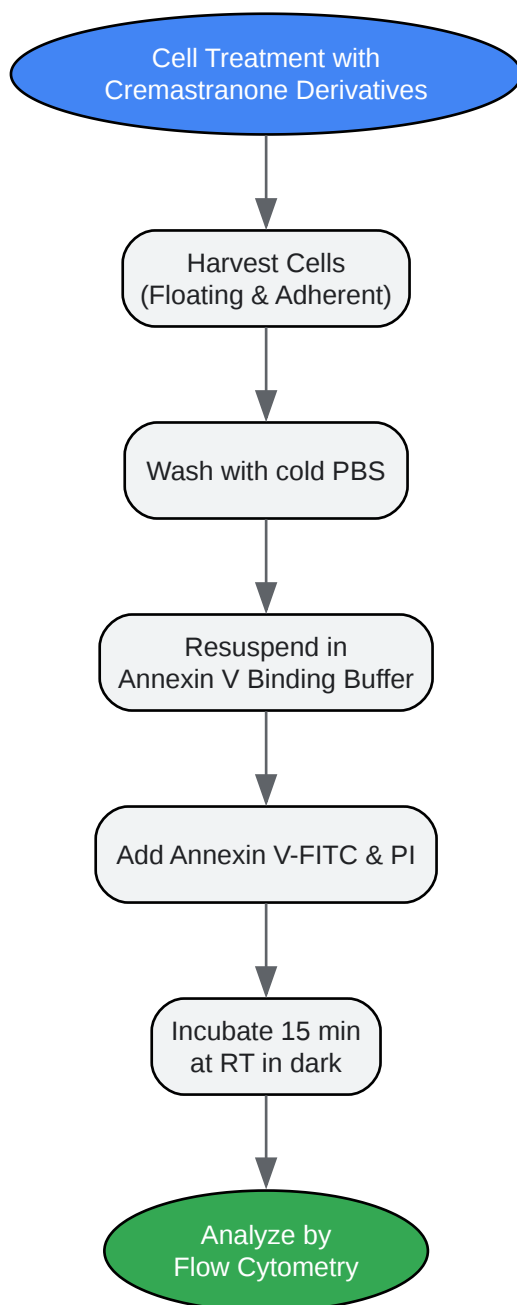 Cell Treatment with
Cremastranone Derivatives
Harvest Cells
(Floating & Adherent)
Wash with cold PBS
Resuspend in
Annexin V Binding Buffer
Add Annexin V-FITC & PI
Incubate 15 min
at RT in dark
Analyze by
Flow Cytometry